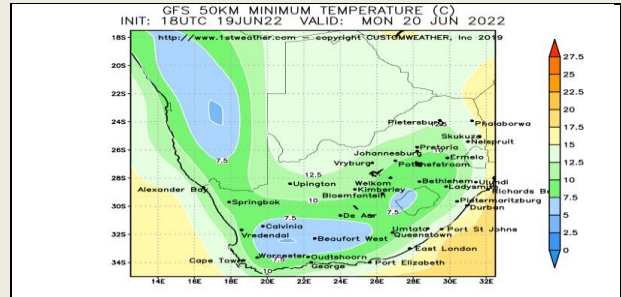 GFS 50KM MINIMUM TEMPERATURE (C)
INIT: 18UTC 19JUN22 VALID: MON 20 JUN 2022
http://www.1stweather.com -- copyright CUSTOMWEATHER, Inc 2019
18S
20S
22S
24S
26S
28S
30S
32S
34S
14E 16E 18E 20E 22E 24E 26E 28E 30E 32E
27.5
25
22.5
20
17.5
15
12.5
10
7.5
5
2.5
0
Pietersburg
Phalaborwa
Skukuza
Nelspruit
Pretoria
Johannesburg
Ermelo
Potchefstroom
Vryburg
Welkom
Bethlehem
Ulundi
Ladysmith
Kimberley
Richards
Upington
Bloemfontein
Alexander Bay
Springbok
Pietermaritzburg
Durban
De Aar
Calvinia
Vredendal
Umtata
Port St Johns
Queenstown
Beaufort West
East London
Worcester
Oudtshoorn
Cape Town
George
Port Elizabeth
7.5
12.5
10
7.5
7.5
7.5
10
10